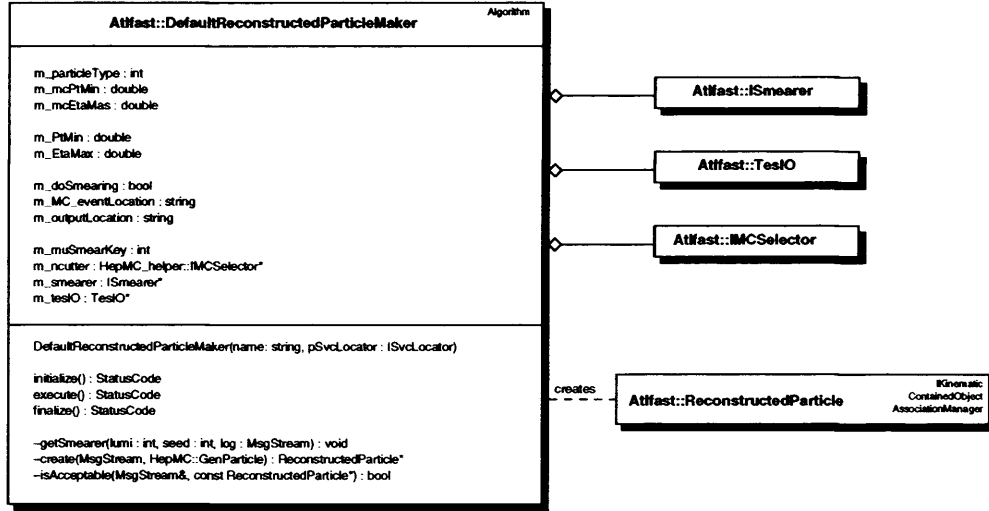 Algorithm
Atlfast::DefaultReconstructedParticleMaker
m_particleType : int
m_mcPtMin : double
m_mcEtaMas : double
m_PtMin : double
m_EtaMax : double
m_doSmearing : bool
m_MC_eventLocation : string
m_outputLocation : string
m_muSmearKey : int
m_ncutter : HepMC_helper::IMCSelector*
m_smearer : ISmearer*
m_tesIO : TesIO*
DefaultReconstructedParticleMaker(name: string, pSvcLocator : ISvcLocator)
initialize() : StatusCode
execute() : StatusCode
finalize() : StatusCode
–getSmearer(lumi : int, seed : int, log : MsgStream) : void
–create(MsgStream, HepMC::GenParticle) : ReconstructedParticle*
–isAcceptable(MsgStream&, const ReconstructedParticle*) : bool
Atlfast::ISmearer
Atlfast::TesIO
Atlfast::IMCSelector
creates
IKinematic
ContainedObject
AssociationManager
Atlfast::ReconstructedParticle